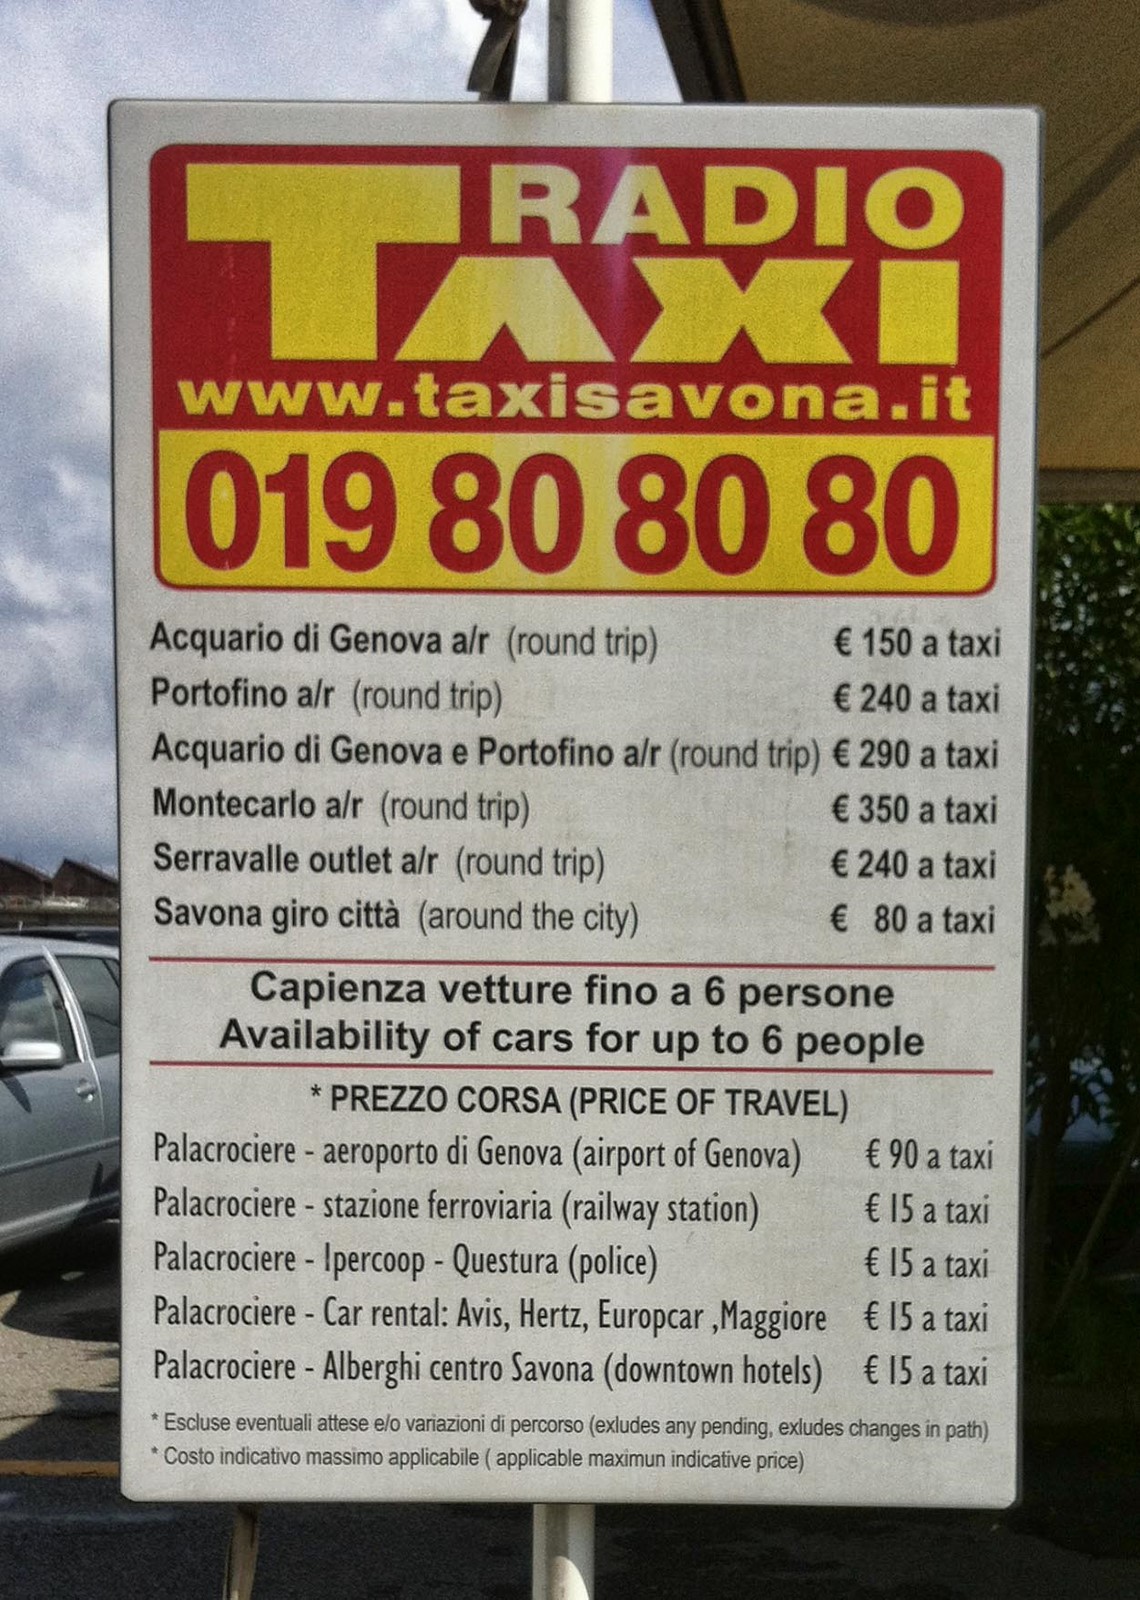 RADIO
TAXI
www.taxisavona.it
019 80 80 80
Acquario di Genova a/r (round trip) € 150 a taxi
Portofino a/r (round trip) € 240 a taxi
Acquario di Genova e Portofino a/r (round trip) € 290 a taxi
Montecarlo a/r (round trip) € 350 a taxi
Serravalle outlet a/r (round trip) € 240 a taxi
Savona giro città (around the city) € 80 a taxi
Capienza vetture fino a 6 persone
Availability of cars for up to 6 people
* PREZZO CORSA (PRICE OF TRAVEL)
Palacrociere - aeroporto di Genova (airport of Genova) € 90 a taxi
Palacrociere - stazione ferroviaria (railway station) € 15 a taxi
Palacrociere - Ipercoop - Questura (police) € 15 a taxi
Palacrociere - Car rental: Avis, Hertz, Europcar ,Maggiore € 15 a taxi
Palacrociere - Alberghi centro Savona (downtown hotels) € 15 a taxi
* Escluse eventuali attese e/o variazioni di percorso (exludes any pending, exludes changes in path)
* Costo indicativo massimo applicabile ( applicable maximun indicative price)